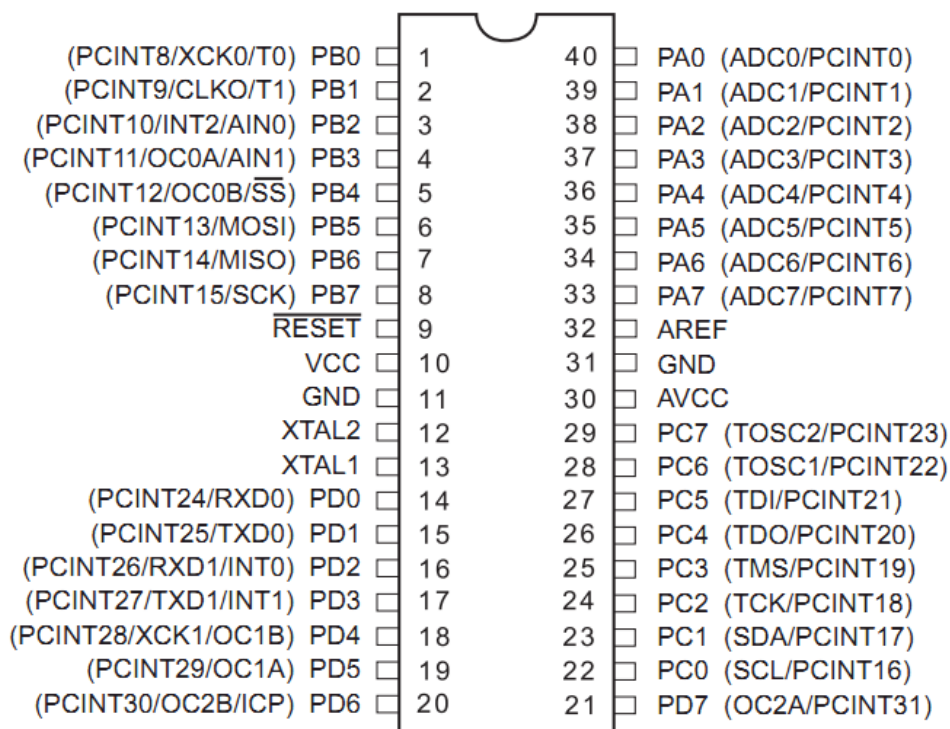 (PCINT8/XCK0/T0) PB0 1 40 PA0 (ADC0/PCINT0)
(PCINT9/CLKO/T1) PB1 2 39 PA1 (ADC1/PCINT1)
(PCINT10/INT2/AIN0) PB2 3 38 PA2 (ADC2/PCINT2)
(PCINT11/OC0A/AIN1) PB3 4 37 PA3 (ADC3/PCINT3)
(PCINT12/OC0B/S̅S̅) PB4 5 36 PA4 (ADC4/PCINT4)
(PCINT13/MOSI) PB5 6 35 PA5 (ADC5/PCINT5)
(PCINT14/MISO) PB6 7 34 PA6 (ADC6/PCINT6)
(PCINT15/SCK) PB7 8 33 PA7 (ADC7/PCINT7)
R̅E̅S̅E̅T̅ 9 32 AREF
VCC 10 31 GND
GND 11 30 AVCC
XTAL2 12 29 PC7 (TOSC2/PCINT23)
XTAL1 13 28 PC6 (TOSC1/PCINT22)
(PCINT24/RXD0) PD0 14 27 PC5 (TDI/PCINT21)
(PCINT25/TXD0) PD1 15 26 PC4 (TDO/PCINT20)
(PCINT26/RXD1/INT0) PD2 16 25 PC3 (TMS/PCINT19)
(PCINT27/TXD1/INT1) PD3 17 24 PC2 (TCK/PCINT18)
(PCINT28/XCK1/OC1B) PD4 18 23 PC1 (SDA/PCINT17)
(PCINT29/OC1A) PD5 19 22 PC0 (SCL/PCINT16)
(PCINT30/OC2B/ICP) PD6 20 21 PD7 (OC2A/PCINT31)